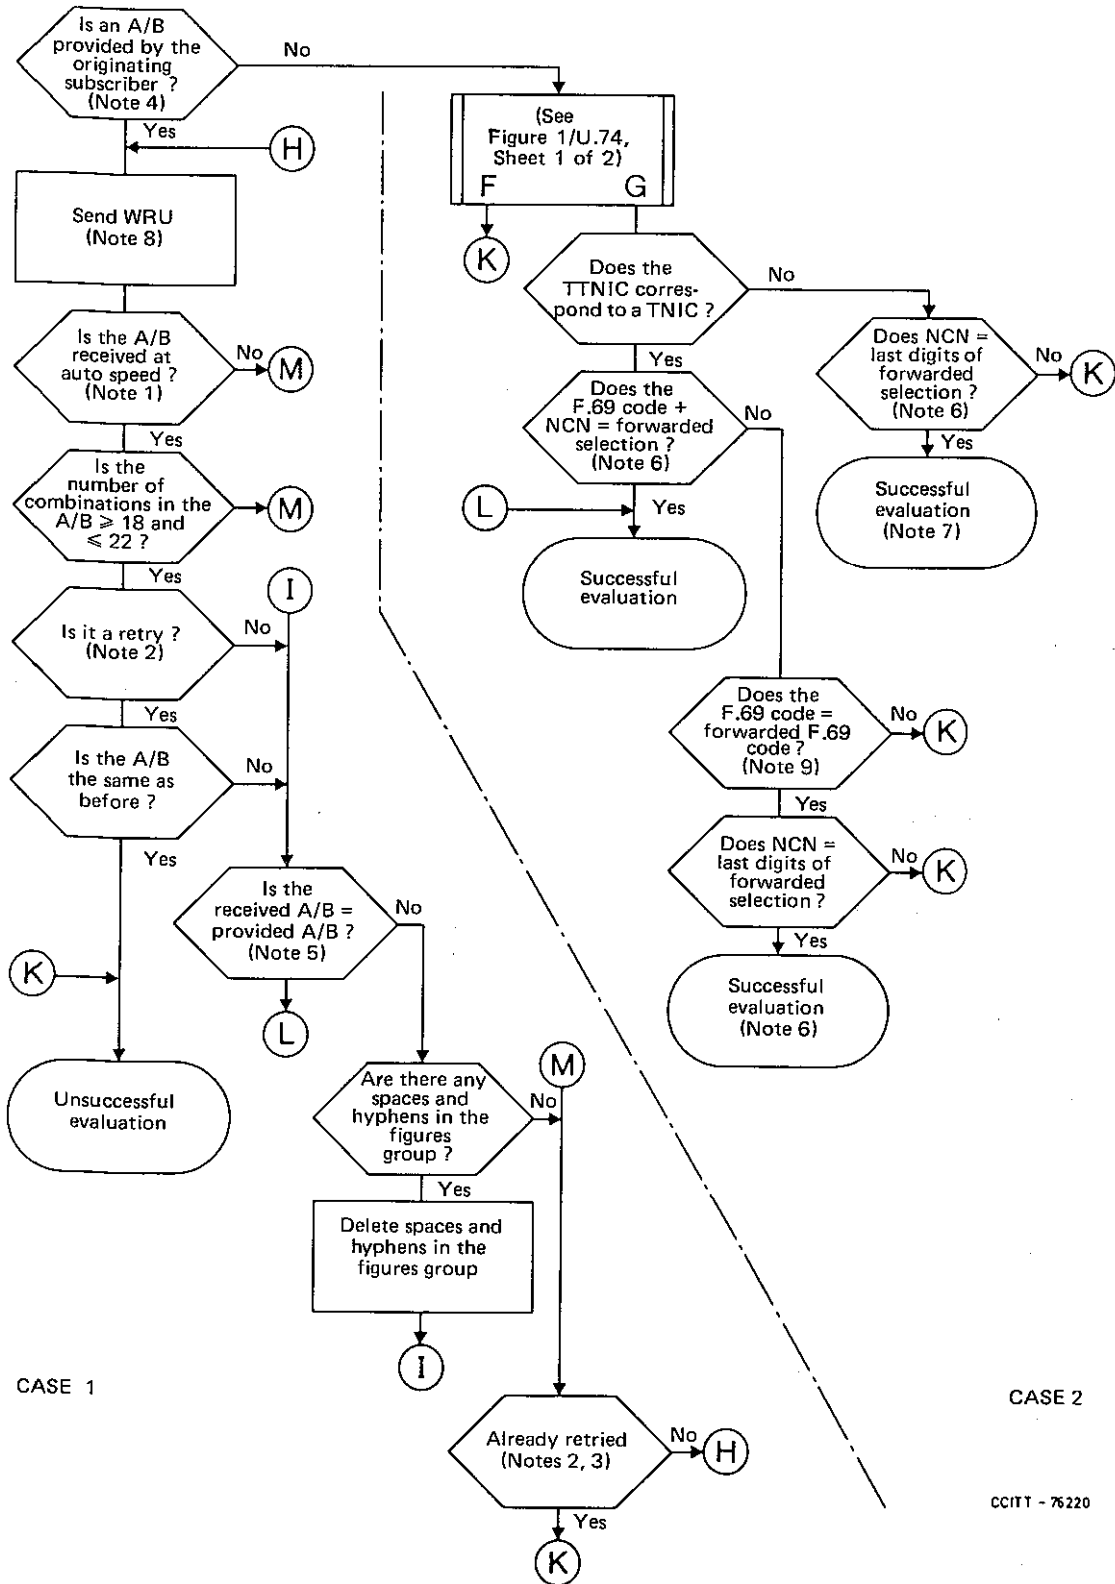 Is an A/B
provided by the
originating
subscriber ?
(Note 4)
No
Yes
H
(See
Figure 1/U.74,
Sheet 1 of 2)
F G
K
Send WRU
(Note 8)
Does the
TTNIC corres-
pond to a TNIC ?
No
Yes
Is the A/B
received at
auto speed ?
(Note 1)
No
M
Yes
Does NCN =
last digits of
forwarded
selection ?
(Note 6)
No
K
Yes
Does the
F.69 code +
NCN = forwarded
selection ?
(Note 6)
No
Yes
L
Is the
number of
combinations in the
A/B ⩾ 18 and
⩽ 22 ?
M
Yes
Successful
evaluation
(Note 7)
Successful
evaluation
I
Is it a retry ?
(Note 2)
No
Yes
Is the A/B
the same as
before ?
No
Yes
Does the
F.69 code =
forwarded F.69
code ?
(Note 9)
No
K
Yes
Does NCN =
last digits of
forwarded
selection ?
No
K
Yes
Is the
received A/B =
provided A/B ?
(Note 5)
No
L
K
Successful
evaluation
(Note 6)
Unsuccessful
evaluation
M
Are there any
spaces and
hyphens in the
figures
group ?
No
Yes
Delete spaces and
hyphens in the
figures group
I
CASE 1
CASE 2
Already retried
(Notes 2, 3)
No
H
Yes
K
CCITT - 76220